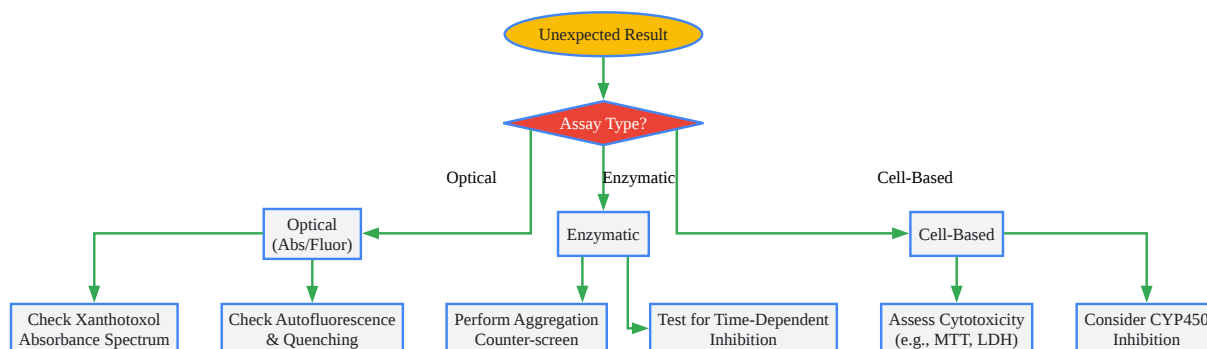 Unexpected Result
Assay Type?
Optical
Enzymatic
Cell-Based
Optical
(Abs/Fluor)
Enzymatic
Cell-Based
Check Xanthotoxol
Absorbance Spectrum
Check Autofluorescence
& Quenching
Perform Aggregation
Counter-screen
Test for Time-Dependent
Inhibition
Assess Cytotoxicity
(e.g., MTT, LDH)
Consider CYP450
Inhibition